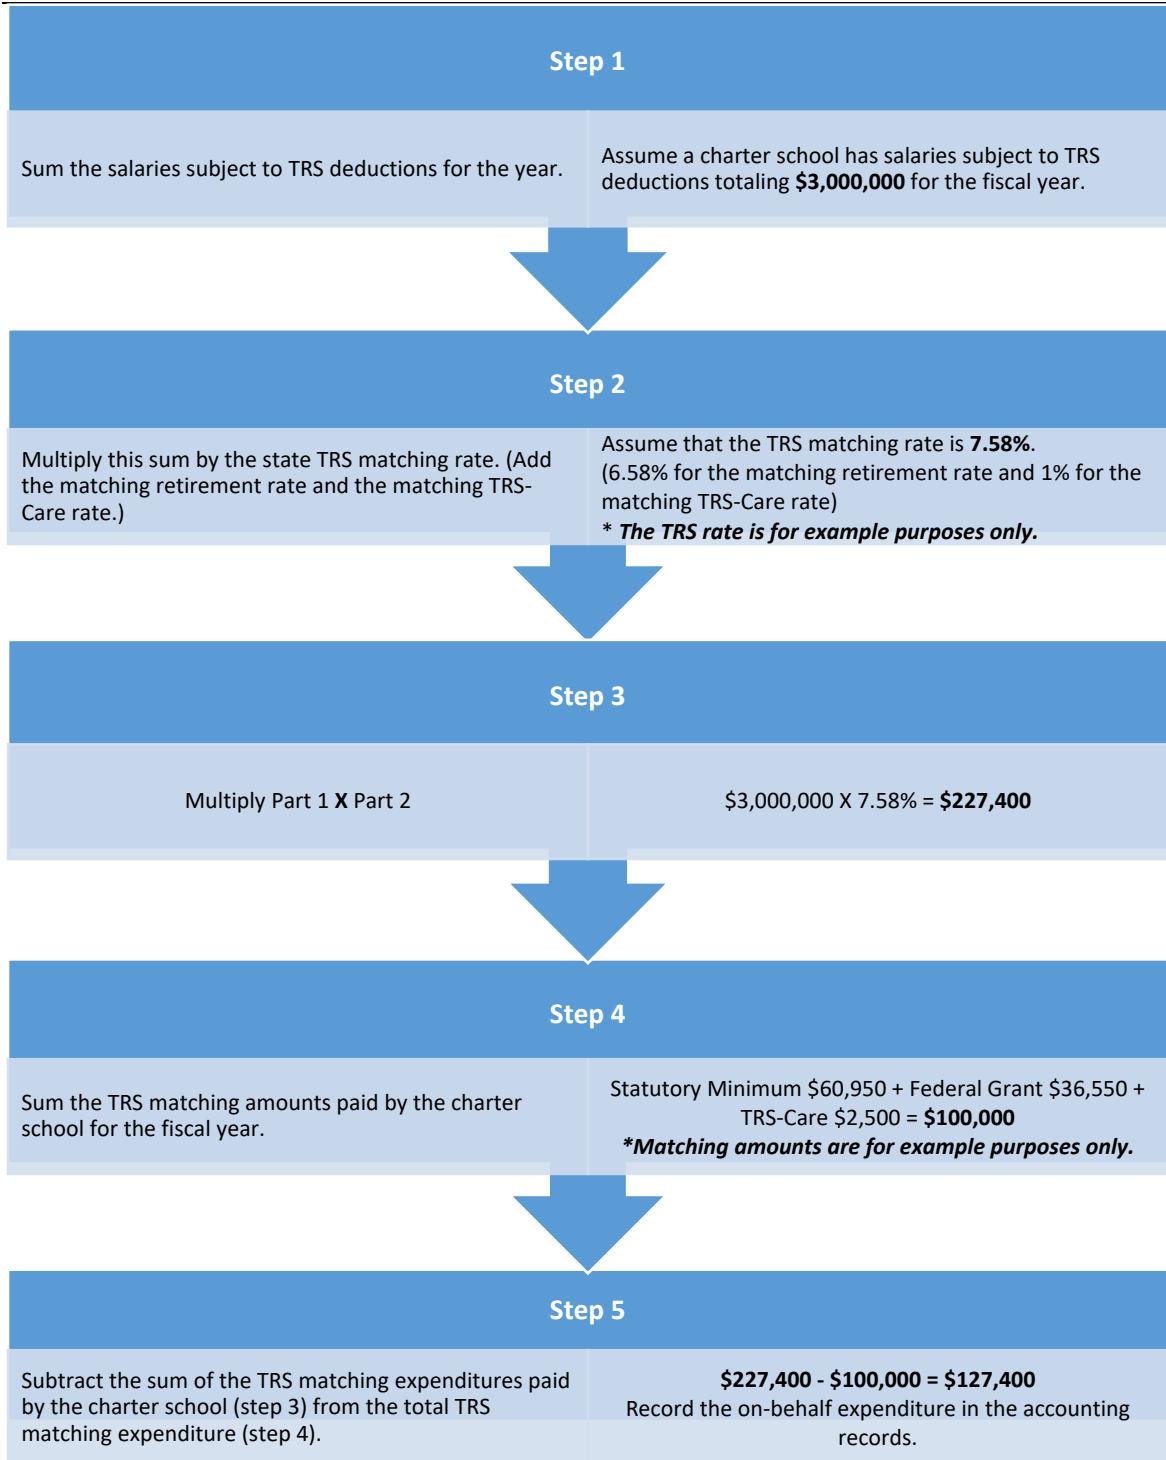 Step 1
Sum the salaries subject to TRS deductions for the year.
Assume a charter school has salaries subject to TRS
deductions totaling $3,000,000 for the fiscal year.
Step 2
Multiply this sum by the state TRS matching rate. (Add
the matching retirement rate and the matching TRS-
Care rate.)
Assume that the TRS matching rate is 7.58%.
(6.58% for the matching retirement rate and 1% for the
matching TRS-Care rate)
* The TRS rate is for example purposes only.
Step 3
Multiply Part 1 X Part 2
$3,000,000 X 7.58% = $227,400
Step 4
Sum the TRS matching amounts paid by the charter
school for the fiscal year.
Statutory Minimum $60,950 + Federal Grant $36,550 +
TRS-Care $2,500 = $100,000
*Matching amounts are for example purposes only.
Step 5
Subtract the sum of the TRS matching expenditures paid
by the charter school (step 3) from the total TRS
matching expenditure (step 4).
$227,400 - $100,000 = $127,400
Record the on-behalf expenditure in the accounting
records.